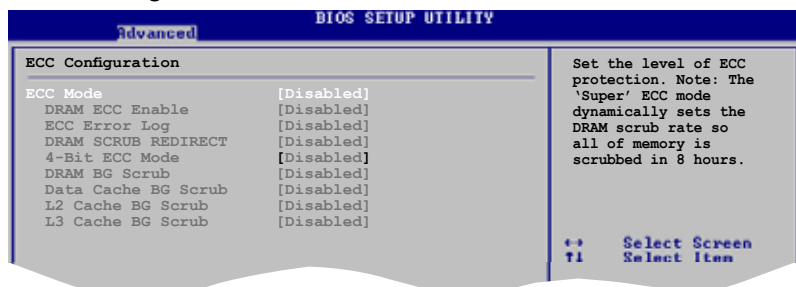 BIOS SETUP UTILITY
Advanced
ECC Configuration
ECC Mode [Disabled]
DRAM ECC Enable [Disabled]
ECC Error Log [Disabled]
DRAM SCRUB REDIRECT [Disabled]
4-Bit ECC Mode [Disabled]
DRAM BG Scrub [Disabled]
Data Cache BG Scrub [Disabled]
L2 Cache BG Scrub [Disabled]
L3 Cache BG Scrub [Disabled]
Set the level of ECC
protection. Note: The
‘Super’ ECC mode
dynamically sets the
DRAM scrub rate so
all of memory is
scrubbed in 8 hours.
↔ Select Screen
↑↓ Select Item